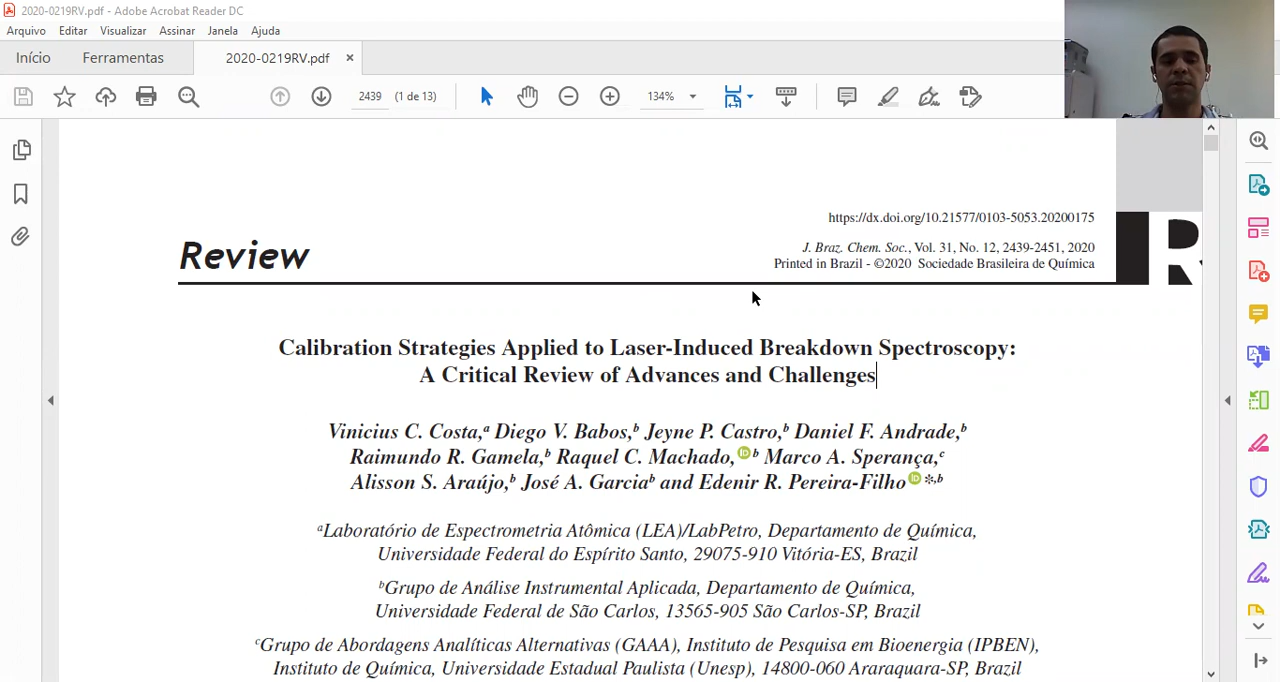 2020-0219RV.pdf - Adobe Acrobat Reader DC
Arquivo Editar Visualizar Assinar Janela Ajuda
Início Ferramentas 2020-0219RV.pdf ×
2439 (1 de 13) 134%
https://dx.doi.org/10.21577/0103-5053.20200175
J. Braz. Chem. Soc., Vol. 31, No. 12, 2439-2451, 2020
Printed in Brazil - ©2020 Sociedade Brasileira de Química
Review
R
Calibration Strategies Applied to Laser-Induced Breakdown Spectroscopy:
A Critical Review of Advances and Challenges
Vinicius C. Costa,ᵃ Diego V. Babos,ᵇ Jeyne P. Castro,ᵇ Daniel F. Andrade,ᵇ
Raimundo R. Gamela,ᵇ Raquel C. Machado, iD ᵇ Marco A. Sperança,ᶜ
Alisson S. Araújo,ᵇ José A. Garciaᵇ and Edenir R. Pereira-Filho iD *,ᵇ
ᵃLaboratório de Espectrometria Atômica (LEA)/LabPetro, Departamento de Química,
Universidade Federal do Espírito Santo, 29075-910 Vitória-ES, Brazil
ᵇGrupo de Análise Instrumental Aplicada, Departamento de Química,
Universidade Federal de São Carlos, 13565-905 São Carlos-SP, Brazil
ᶜGrupo de Abordagens Analíticas Alternativas (GAAA), Instituto de Pesquisa em Bioenergia (IPBEN),
Instituto de Química, Universidade Estadual Paulista (Unesp), 14800-060 Araraquara-SP, Brazil